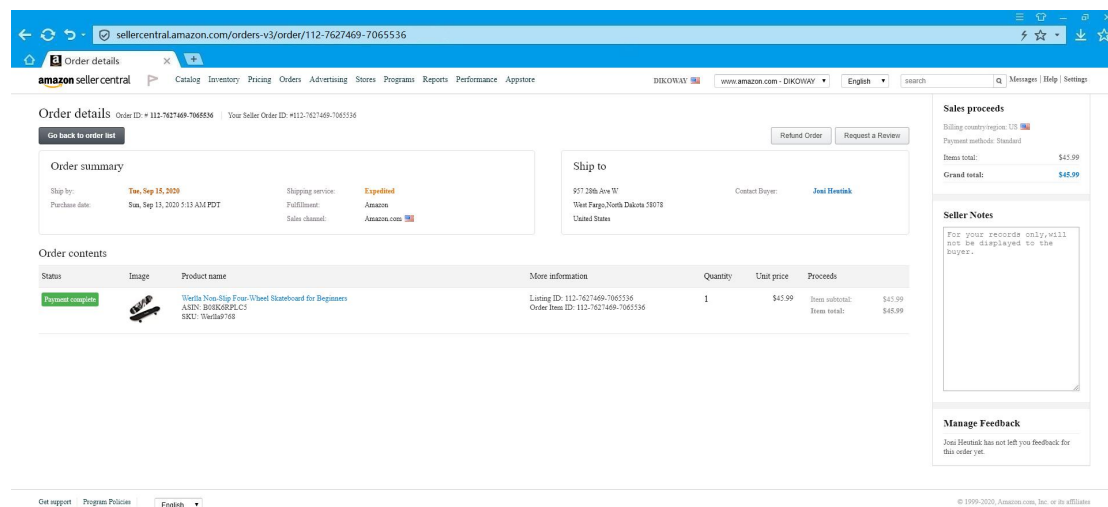 sellercentral.amazon.com/orders-v3/order/112-7627469-7065536
a Order details
amazon seller central Catalog Inventory Pricing Orders Advertising Stores Programs Reports Performance Appstore DIKOWAY www.amazon.com - DIKOWAY English search Messages | Help | Settings
Order details Order ID: # 112-7627469-7065536 Your Seller Order ID: #112-7627469-7065536
Go back to order list Refund Order Request a Review
Order summary
Ship by: Tue, Sep 15, 2020 Shipping service: Expedited
Purchase date: Sun, Sep 13, 2020 5:13 AM PDT Fulfillment: Amazon
Sales channel: Amazon.com
Ship to
957 28th Ave W Contact Buyer: Joni Heutink
West Fargo,North Dakota 58078
United States
Order contents
Status Image Product name More information Quantity Unit price Proceeds
Payment complete Werlla Non-Slip Four-Wheel Skateboard for Beginners Listing ID: 112-7627469-7065536 1 $45.99 Item subtotal: $45.99
ASIN: B08K6RPLC5 Order Item ID: 112-7627469-7065536 Item total: $45.99
SKU: Werlla9768
Sales proceeds
Billing country/region: US
Payment methods: Standard
Items total: $45.99
Grand total: $45.99
Seller Notes
For your records only,will
not be displayed to the
buyer.
Manage Feedback
Joni Heutink has not left you feedback for
this order yet.
Get support Program Policies English © 1999-2020, Amazon.com, Inc. or its affiliates